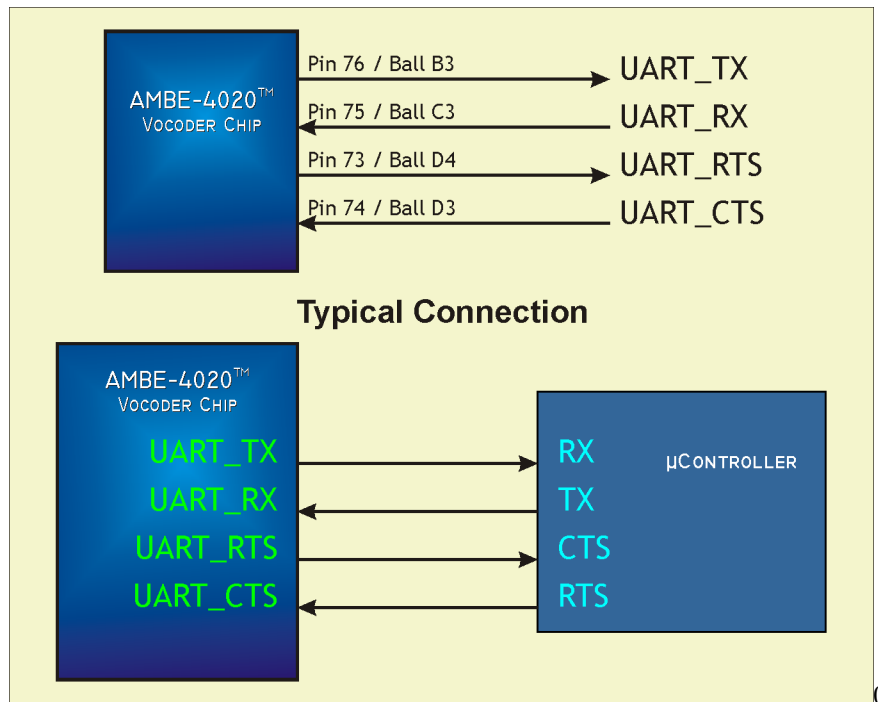 AMBE-4020™
VOCODER CHIP
Pin 76 / Ball B3
UART_TX
Pin 75 / Ball C3
UART_RX
Pin 73 / Ball D4
UART_RTS
Pin 74 / Ball D3
UART_CTS
Typical Connection
AMBE-4020™
VOCODER CHIP
UART_TX
UART_RX
UART_RTS
UART_CTS
RX
TX
CTS
RTS
µCONTROLLER